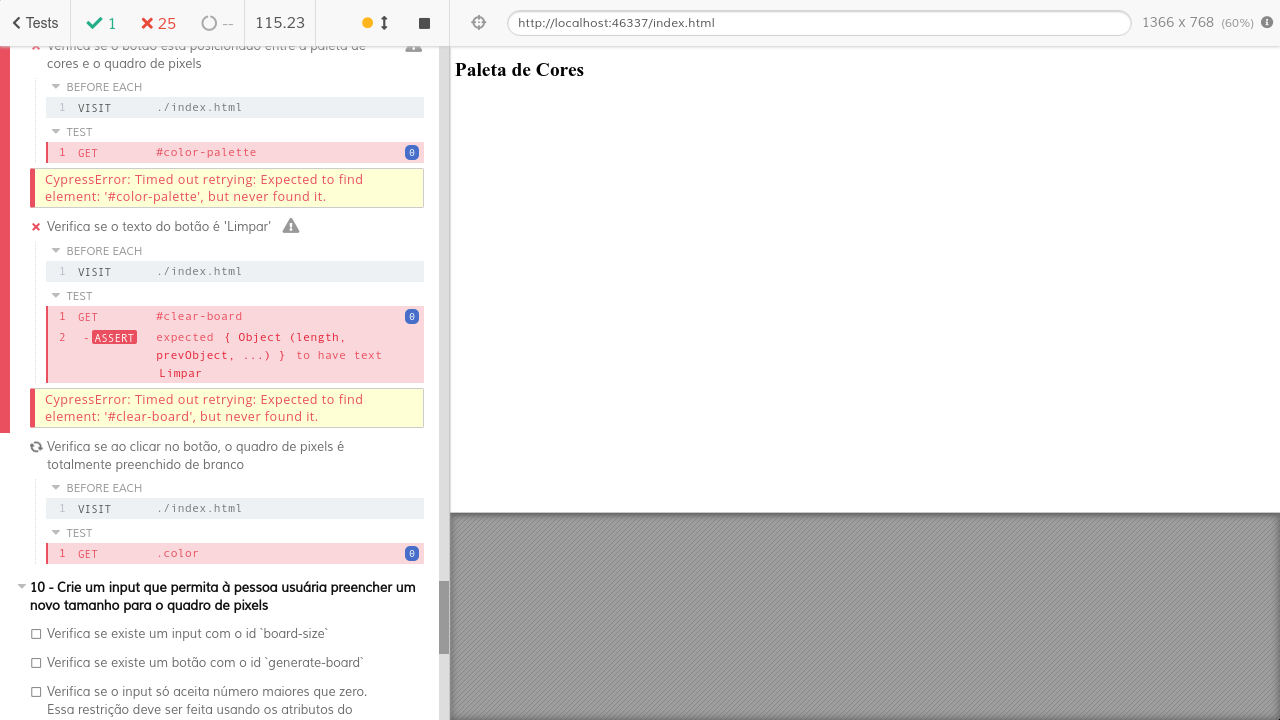 Tests
1
25
--
115.23
http://localhost:46337/index.html
1366 x 768 (60%)
Verifica se o botão está posicionado entre a paleta de
cores e o quadro de pixels
BEFORE EACH
1 VISIT ./index.html
TEST
1 GET #color-palette 0
CypressError: Timed out retrying: Expected to find
element: '#color-palette', but never found it.
Verifica se o texto do botão é 'Limpar'
BEFORE EACH
1 VISIT ./index.html
TEST
1 GET #clear-board 0
2 -ASSERT expected { Object (length,
prevObject, ...) } to have text
Limpar
CypressError: Timed out retrying: Expected to find
element: '#clear-board', but never found it.
Verifica se ao clicar no botão, o quadro de pixels é
totalmente preenchido de branco
BEFORE EACH
1 VISIT ./index.html
TEST
1 GET .color 0
10 - Crie um input que permita à pessoa usuária preencher um
novo tamanho para o quadro de pixels
Verifica se existe um input com o id `board-size`
Verifica se existe um botão com o id `generate-board`
Verifica se o input só aceita número maiores que zero.
Essa restrição deve ser feita usando os atributos do
Paleta de Cores